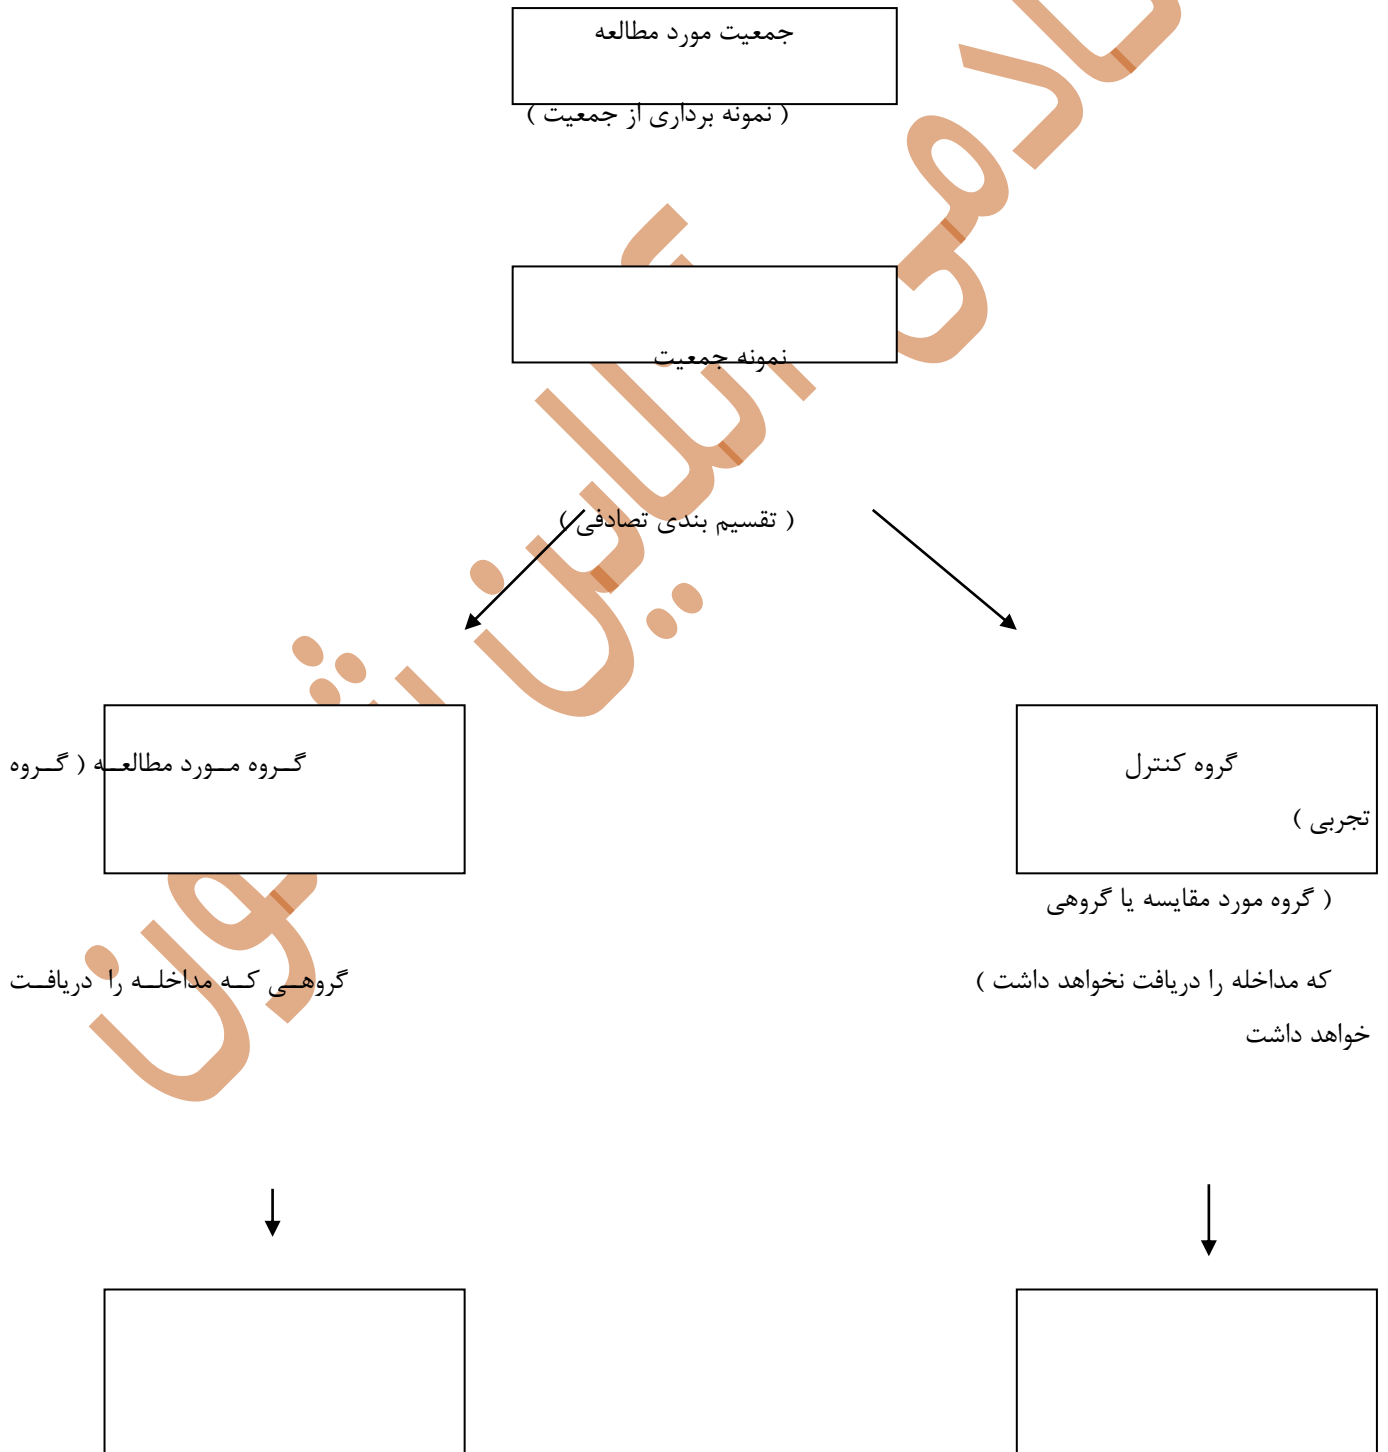 جمعیت مورد مطالعه
( نمونه برداری از جمعیت )
نمونه جمعیت
( تقسیم بندی تصادفی )
گروه کنترل گــروه مــورد مطالعــه ( گــروه
تجربی )
( گروه مورد مقایسه یا گروهی
که مداخله را دریافت نخواهد داشت ) گروهــی کــه مداخلــه را دریافــت
خواهد داشت